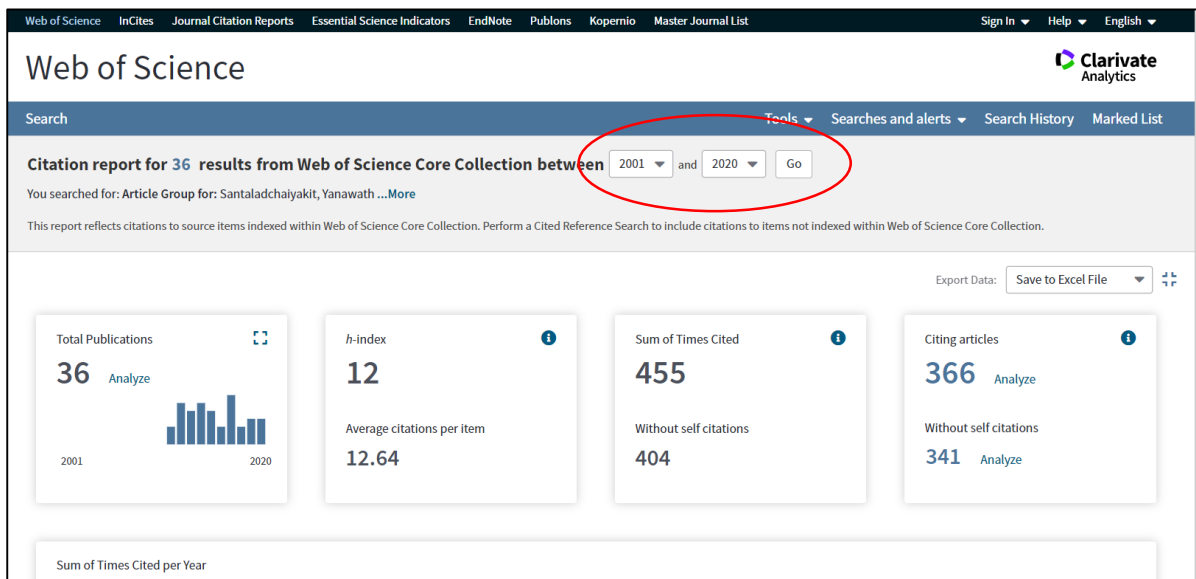 Web of Science InCites Journal Citation Reports Essential Science Indicators EndNote Publons Kopernio Master Journal List Sign In Help English
Web of Science
Clarivate
Analytics
Search Tools Searches and alerts Search History Marked List
Citation report for 36 results from Web of Science Core Collection between 2001 and 2020 Go
You searched for: Article Group for: Santaladchaiyakit, Yanawath ...More
This report reflects citations to source items indexed within Web of Science Core Collection. Perform a Cited Reference Search to include citations to items not indexed within Web of Science Core Collection.
Export Data: Save to Excel File
Total Publications
36 Analyze
2001 2020
h-index
12
Average citations per item
12.64
Sum of Times Cited
455
Without self citations
404
Citing articles
366 Analyze
Without self citations
341 Analyze
Sum of Times Cited per Year